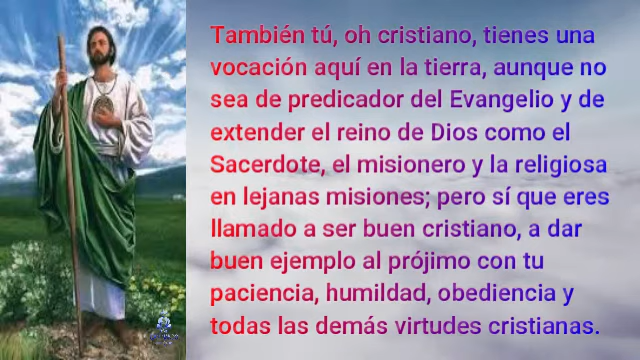 También tú, oh cristiano, tienes una
vocación aquí en la tierra, aunque no
sea de predicador del Evangelio y de
extender el reino de Dios como el
Sacerdote, el misionero y la religiosa
en lejanas misiones; pero sí que eres
llamado a ser buen cristiano, a dar
buen ejemplo al prójimo con tu
paciencia, humildad, obediencia y
todas las demás virtudes cristianas.